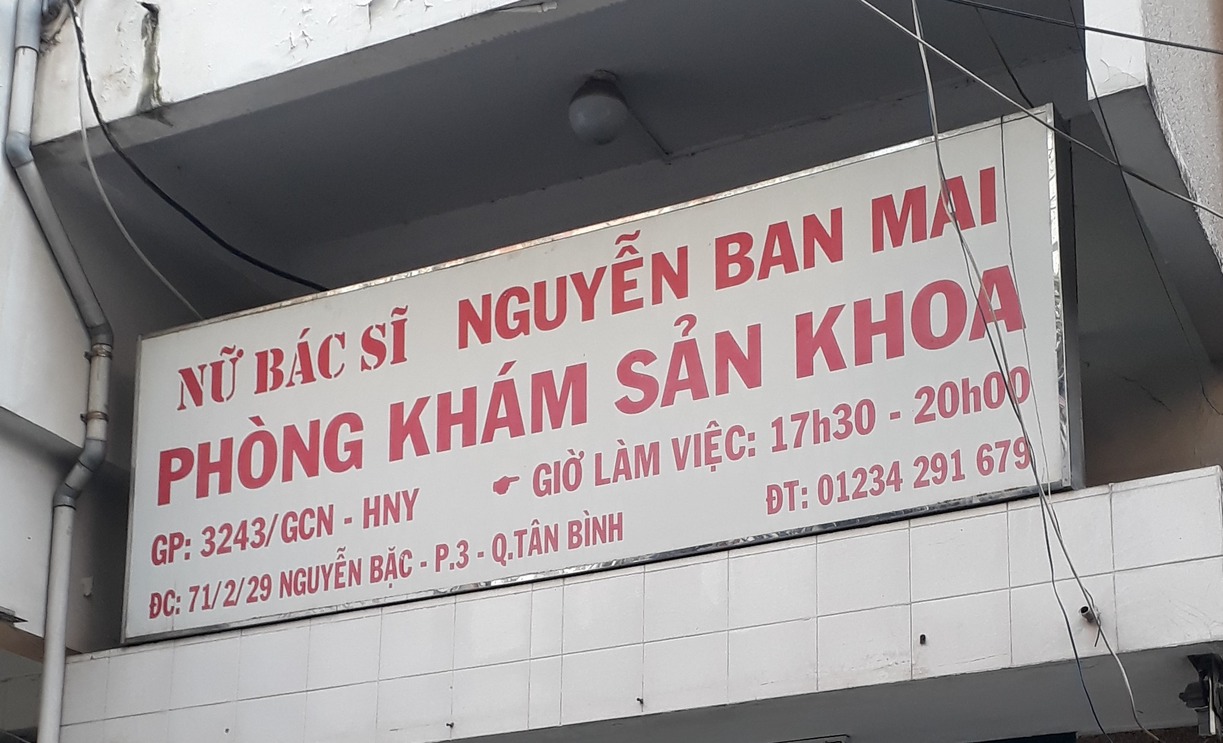 NỮ BÁC SĨ NGUYỄN BAN MAI
PHÒNG KHÁM SẢN KHOA
GP: 3243/GCN - HNY ☛ GIỜ LÀM VIỆC: 17h30 - 20h00
ĐC: 71/2/29 NGUYỄN BẶC - P.3 - Q.TÂN BÌNH ĐT: 01234 291 679